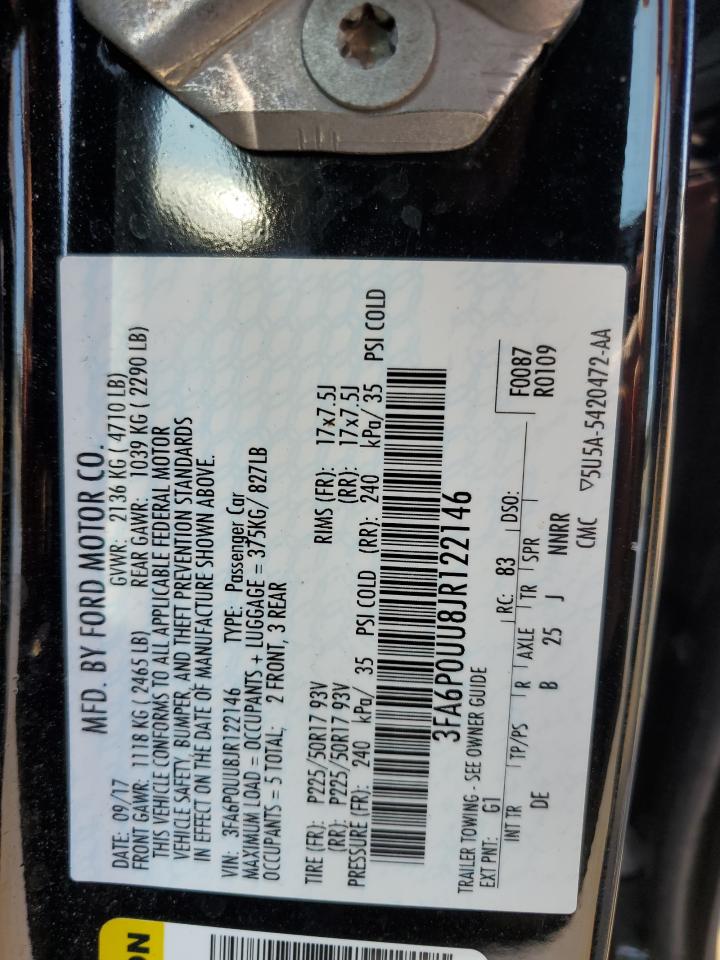 MFD. BY FORD MOTOR CO.
DATE: 09/17 GVWR: 2136 KG ( 4710 LB)
FRONT GAWR: 1118 KG ( 2465 LB) REAR GAWR: 1039 KG ( 2290 LB)
THIS VEHICLE CONFORMS TO ALL APPLICABLE FEDERAL MOTOR
VEHICLE SAFETY, BUMPER, AND THEFT PREVENTION STANDARDS
IN EFFECT ON THE DATE OF MANUFACTURE SHOWN ABOVE.
VIN: 3FA6P0UU8JR122146 TYPE: Passenger Car
MAXIMUM LOAD = OCCUPANTS + LUGGAGE = 375KG/ 827LB
OCCUPANTS = 5 TOTAL; 2 FRONT, 3 REAR
TIRE (FR): P225/50R17 93V RIMS (FR): 17x7.5J
(RR): P225/50R17 93V (RR): 17x7.5J
PRESSURE (FR): 240 kPa/ 35 PSI COLD (RR): 240 kPa/ 35 PSI COLD
3FA6P0UU8JR122146
TRAILER TOWING - SEE OWNER GUIDE
F0087
EXT PNT: G1 RC: 83 DSO: R0109
INT TR TP/PS R AXLE TR SPR
DE B 25 J NNRR
CMC ▽5U5A-5420472-AA
ON